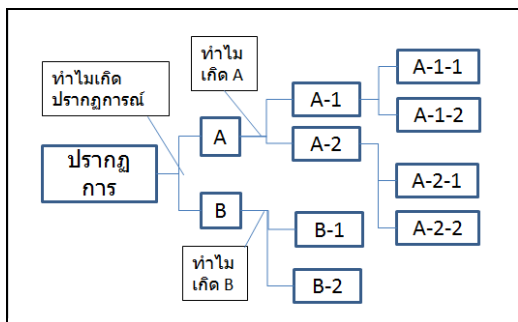 ทำไม
เกิด A
ทำไมเกิด
ปรากฏการณ์
A-1-1
A-1-2
A-1
A
A-2
ปรากฏ
การ
A-2-1
A-2-2
B
B-1
ทำไม
เกิด B
B-2